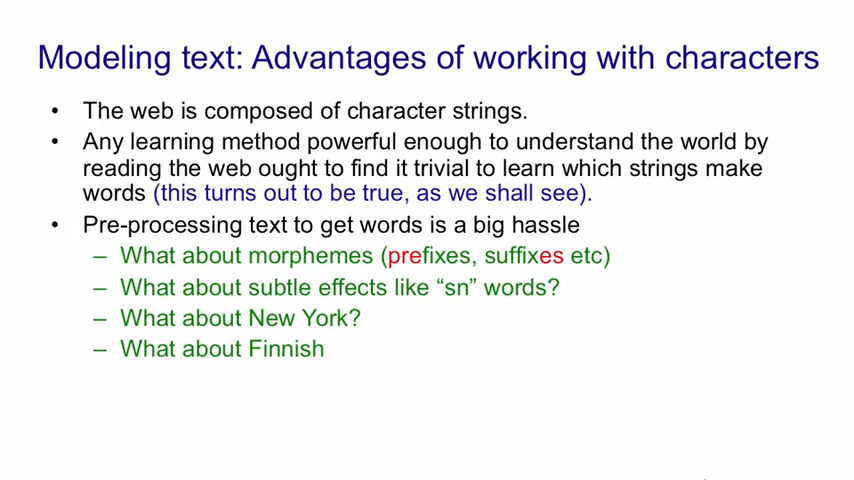 Modeling text: Advantages of working with characters
• The web is composed of character strings.
• Any learning method powerful enough to understand the world by
reading the web ought to find it trivial to learn which strings make
words (this turns out to be true, as we shall see).
• Pre-processing text to get words is a big hassle
– What about morphemes (prefixes, suffixes etc)
– What about subtle effects like “sn” words?
– What about New York?
– What about Finnish